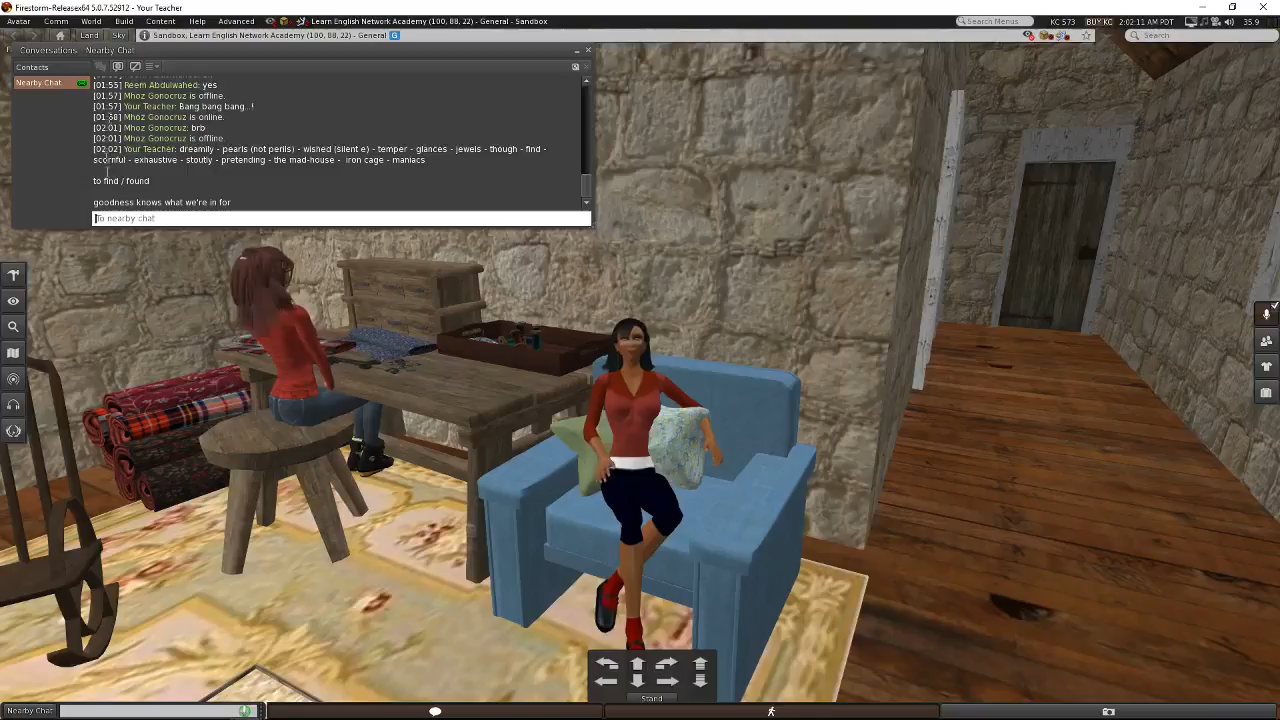 Firestorm-Releasex64 5.0.7.52912 - Your Teacher
Avatar Comm World Build Content Help Advanced Learn English Network Academy (100, 88, 22) - General - Sandbox Search Menus KC 573 BUY KC 2:02:11 AM PDT 35.9
Land Sky Sandbox, Learn English Network Academy (100, 88, 22) - General G Search
Conversations Nearby Chat
Contacts
Nearby Chat
[01:55] Reem Abdulwahed: yes
[01:57] Mhoz Gonocruz is offline.
[01:57] Your Teacher: Bang bang bang...!
[01:58] Mhoz Gonocruz is online.
[02:01] Mhoz Gonocruz: brb
[02:01] Mhoz Gonocruz is offline.
[02:02] Your Teacher: dreamily - pearls (not perils) - wished (silent e) - temper - glances - jewels - though - find -
scornful - exhaustive - stoutly - pretending - the mad-house - iron cage - maniacs
to find / found
goodness knows what we're in for
To nearby chat
Stand
Nearby Chat